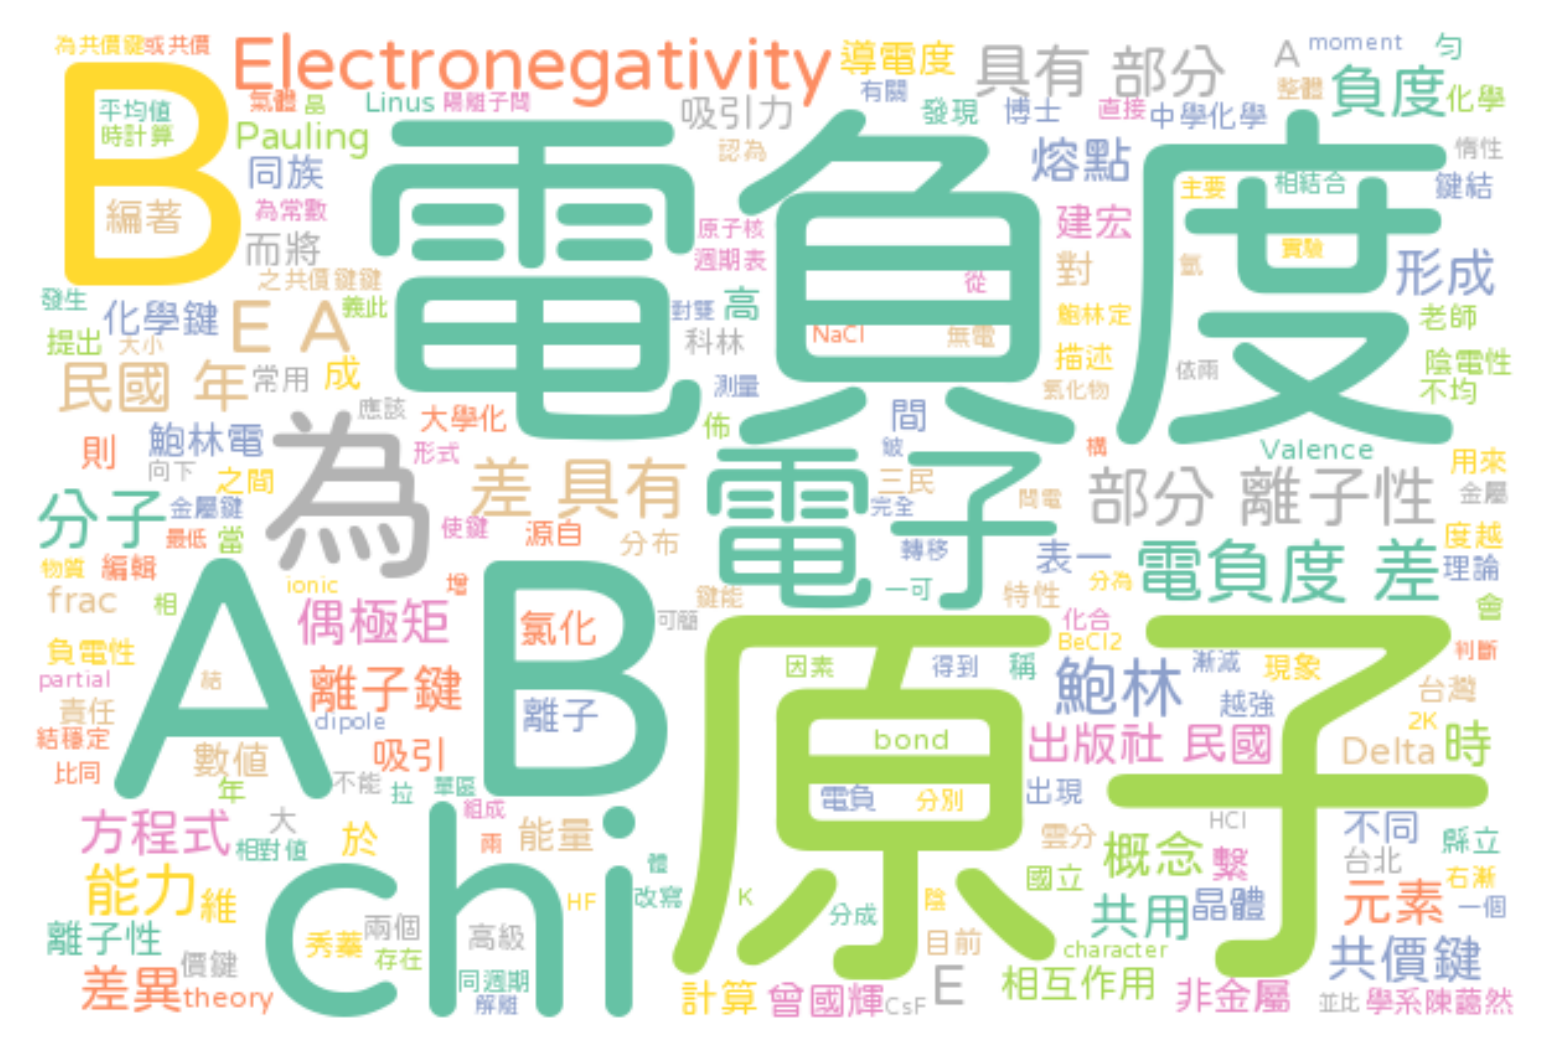 為共價鍵 或共價
Electronegativity
導電度 具有 部分 A moment 勻
B 平均值 氣體 晶 Linus 陽離子間 吸引力 有關 發現 博士 直接 中學化學 整體 負度 化學
時計算 Pauling 認為 熔點 惰性
同族 電負度 主要 相結合 鍵結
編著 為常數 原子核 建宏
而將 週期表 對 氫 實驗 形成
之共價鍵鍵 從
發生 化學鍵 E A 義此 對雙 高 鮑林定 老師
提出 大小 科林 NaCl 無電 描述 陰電性
民國 年 常用 成 測量 氯化物 依兩 不均
應該 大學化 佈 間
則 鮑林電 為 形式 電子 鈹 構 Valence 用來
向下 之間 差 具有 三民 部分 離子性 金屬
分子 金屬鍵 使鍵 完全 問電
最低 當 源自 分布 轉移 表一 電負度 差 度越
物質 編輯 ionic 增 一可 分為 理論
frac 相 A B 偶極矩 氯化 可簡 鍵能 特性 化合 會
負電性 原子 BeCl2 判斷
partial 結 離子鍵 因素 得到 稱 鮑林 漸減 現象
責任 dipole 離子 越強 台灣
結穩定 數值 吸引 bond 出版社 民國 2K Delta 時
比同 年 不能 拉 單區 電負 分別 出現
方程式 大 chi 組成 能量 雲分 HCl 不同 縣立
相對值 於 兩 體 概念 繫 台北
能力 維 HF 改寫 K 國立 元素 右漸
兩個 高級 分成 陰 共用 晶體 一個
離子性 秀藥 存在 目前 character 共價鍵
價鍵 同週期
差異 theory 解離 計算 曾國輝 CsF E 相互作用 非金屬 並比 學系陳藹然